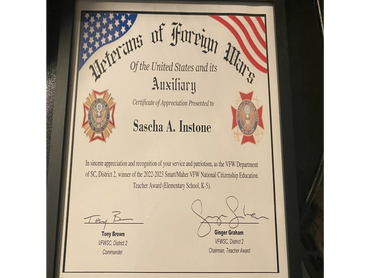 Veterans of Foreign Wars
Of the United States and its
Auxiliary
Certificate of Appreciation Presented to
Sascha A. Instone
In sincere appreciation and recognition of your service and patriotism, as the VFW Department
of SC, District 2, winner of the 2022-2023 Smart/Maher VFW National Citizenship Education
Teacher Award (Elementary School, K-5).
Tony Brown
VFWSC, District 2
Commander
Ginger Graham
VFWSC, District 2
Chairman, Teacher Award